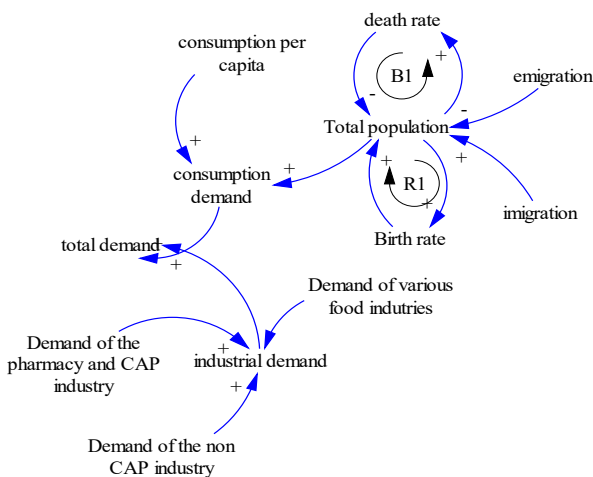 death rate
consumption per
capita
+
B1
emigration
-
-
Total population
+
+
+
consumption
demand
+
R1
+
imigration
total demand
+
+
Birth rate
Demand of various
food indutries
Demand of the
pharmacy and CAP
industry
+
industrial demand
+
Demand of the non
CAP industry